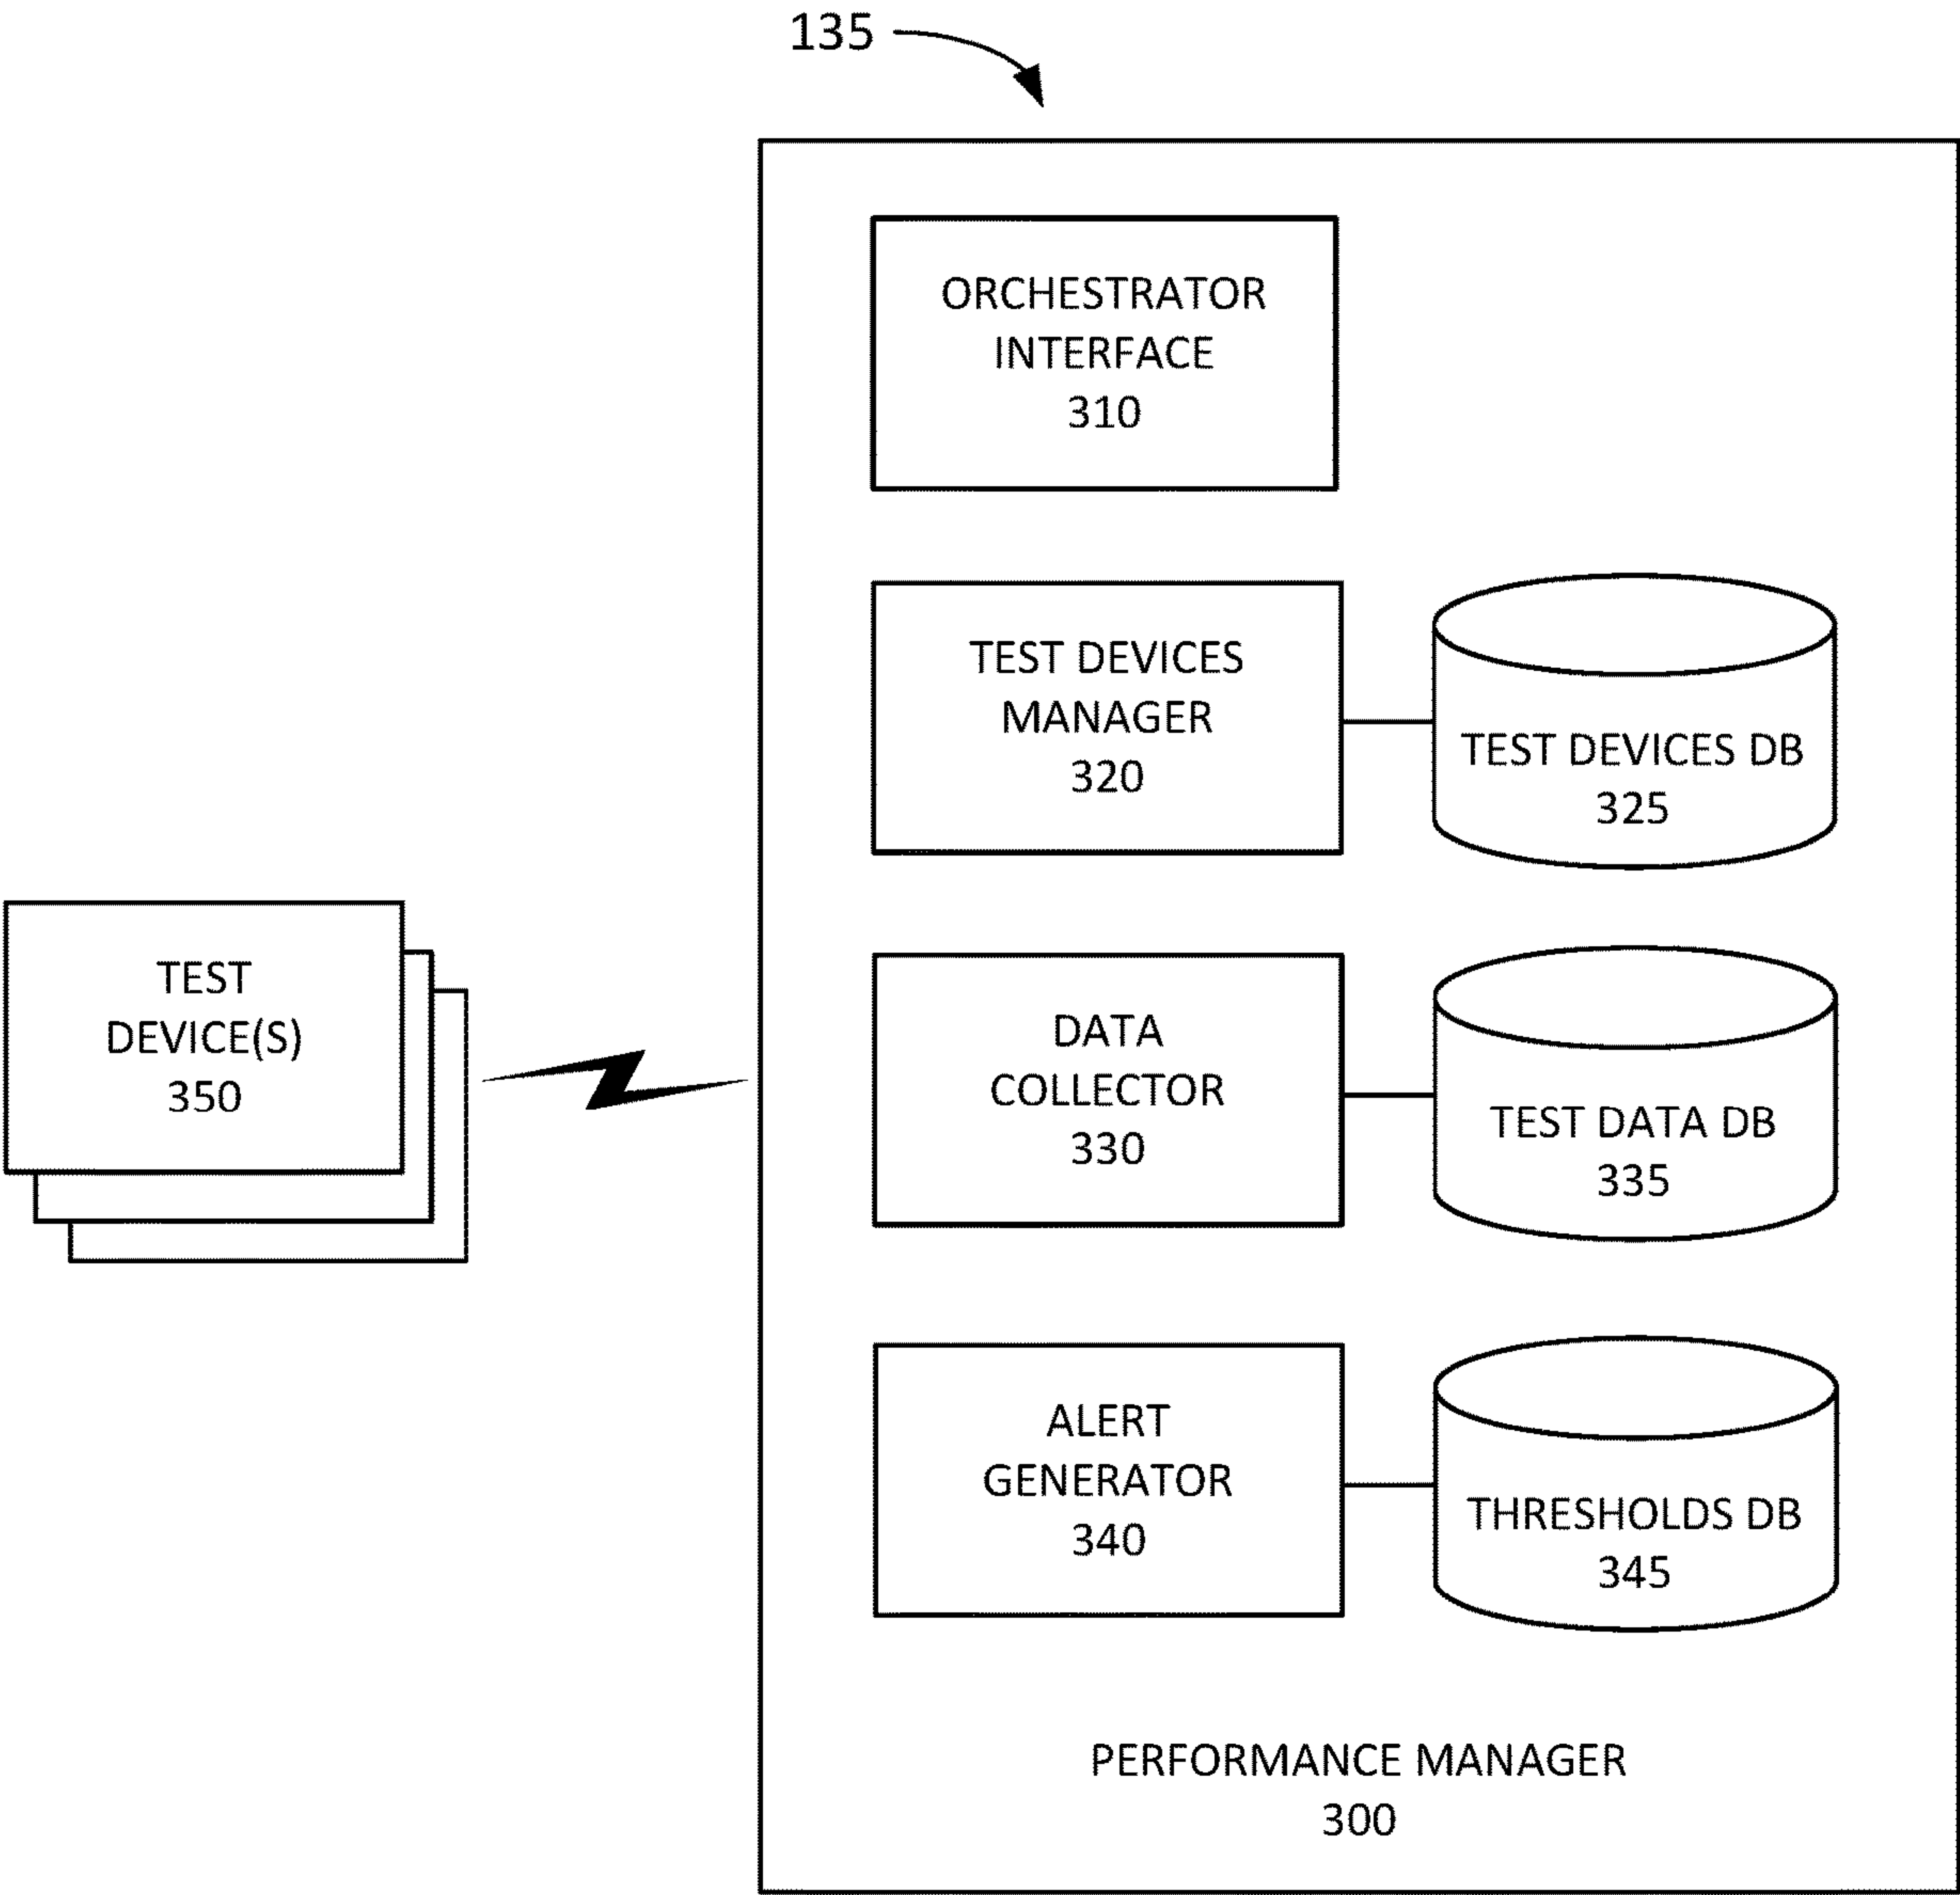 135
ORCHESTRATOR
INTERFACE
310
TEST DEVICES
MANAGER
320
TEST DEVICES DB
325
TEST
DEVICE(S)
350
DATA
COLLECTOR
330
TEST DATA DB
335
ALERT
GENERATOR
340
THRESHOLDS DB
345
PERFORMANCE MANAGER
300